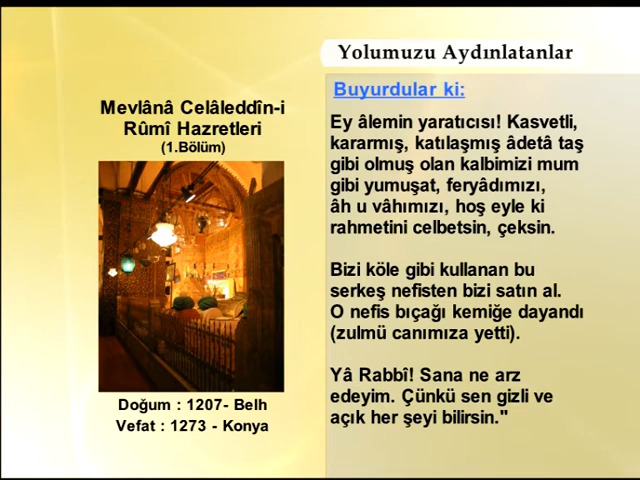 Yolumuzu Aydınlatanlar
Mevlânâ Celâleddîn-i
Rûmî Hazretleri
(1.Bölüm)
Doğum : 1207- Belh
Vefat : 1273 - Konya
Buyurdular ki:
Ey âlemin yaratıcısı! Kasvetli,
kararmış, katılaşmış âdetâ taş
gibi olmuş olan kalbimizi mum
gibi yumuşat, feryâdımızı,
âh u vâhımızı, hoş eyle ki
rahmetini celbetsin, çeksin.
Bizi köle gibi kullanan bu
serkeş nefisten bizi satın al.
O nefis bıçağı kemiğe dayandı
(zulmü canımıza yetti).
Yâ Rabbî! Sana ne arz
edeyim. Çünkü sen gizli ve
açık her şeyi bilirsin."